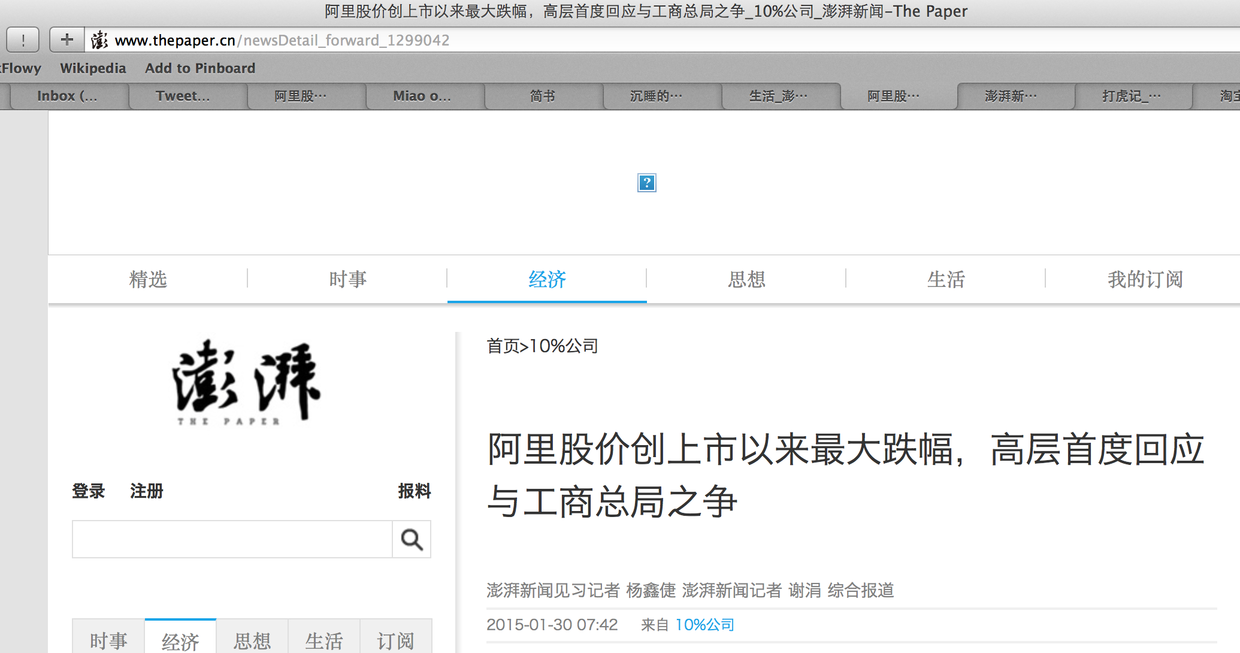 阿里股价创上市以来最大跌幅，高层首度回应与工商总局之争_10%公司_澎湃新闻-The Paper
! + 澎 www.thepaper.cn/newsDetail_forward_1299042
Flowy Wikipedia Add to Pinboard
Inbox (... Tweet... 阿里股… Miao o... 简书 沉睡的… 生活_澎… 阿里股… 澎湃新… 打虎记_… 淘宝
?
精选 时事 经济 思想 生活 我的订阅
澎湃
THE PAPER
登录 注册 报料
时事 经济 思想 生活 订阅
首页>10%公司
阿里股价创上市以来最大跌幅，高层首度回应
与工商总局之争
澎湃新闻见习记者 杨鑫倢 澎湃新闻记者 谢涓 综合报道
2015-01-30 07:42 来自 10%公司